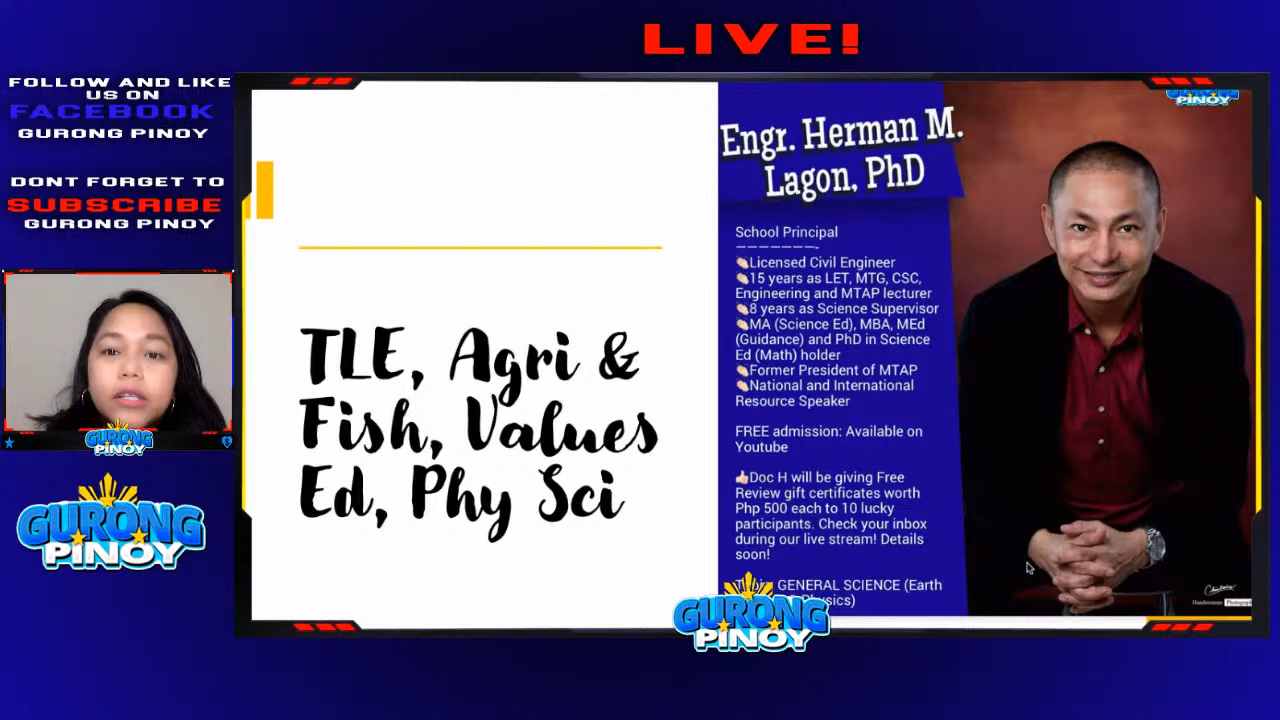 LIVE!
FOLLOW AND LIKE
US ON
FACEBOOK
GURONG PINOY
DONT FORGET TO
SUBSCRIBE
GURONG PINOY
GURONG
PINOY
GURONG
PINOY
TLE, Agri &
Fish, Values
Ed, Phy Sci
PINOY
Engr. Herman M.
Lagon, PhD
School Principal
———————-
👏🏻Licensed Civil Engineer
👏🏻15 years as LET, MTG, CSC,
Engineering and MTAP lecturer
👏🏻8 years as Science Supervisor
👏🏻MA (Science Ed), MBA, MEd
(Guidance) and PhD in Science
Ed (Math) holder
👏🏻Former President of MTAP
👏🏻National and International
Resource Speaker
FREE admission: Available on
Youtube
👍🏻Doc H will be giving Free
Review gift certificates worth
Php 500 each to 10 lucky
participants. Check your inbox
during our live stream! Details
soon!
GENERAL SCIENCE (Earth
GURONG
PINOY